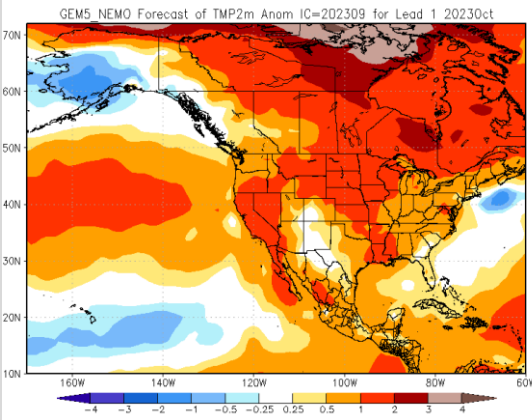 GEM5_NEMO Forecast of TMP2m Anom IC=202309 for Lead 1 2023Oct
70N
60N
50N
40N
30N
20N
10N
160W 140W 120W 100W 80W 60W
-4 -3 -2 -1 -0.5 -0.25 0.25 0.5 1 2 3 4